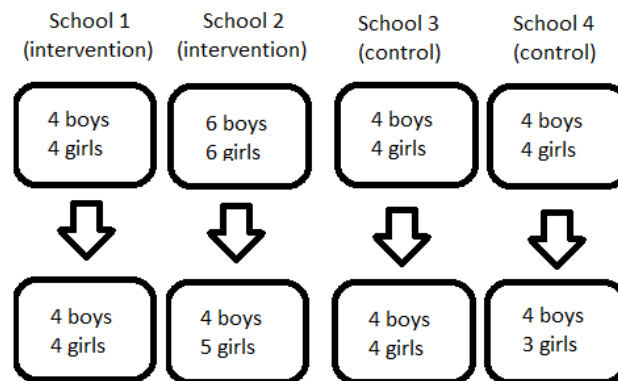 School 1
(intervention)
School 2
(intervention)
School 3
(control)
School 4
(control)
4 boys
4 girls
6 boys
6 girls
4 boys
4 girls
4 boys
4 girls
4 boys
4 girls
4 boys
5 girls
4 boys
4 girls
4 boys
3 girls